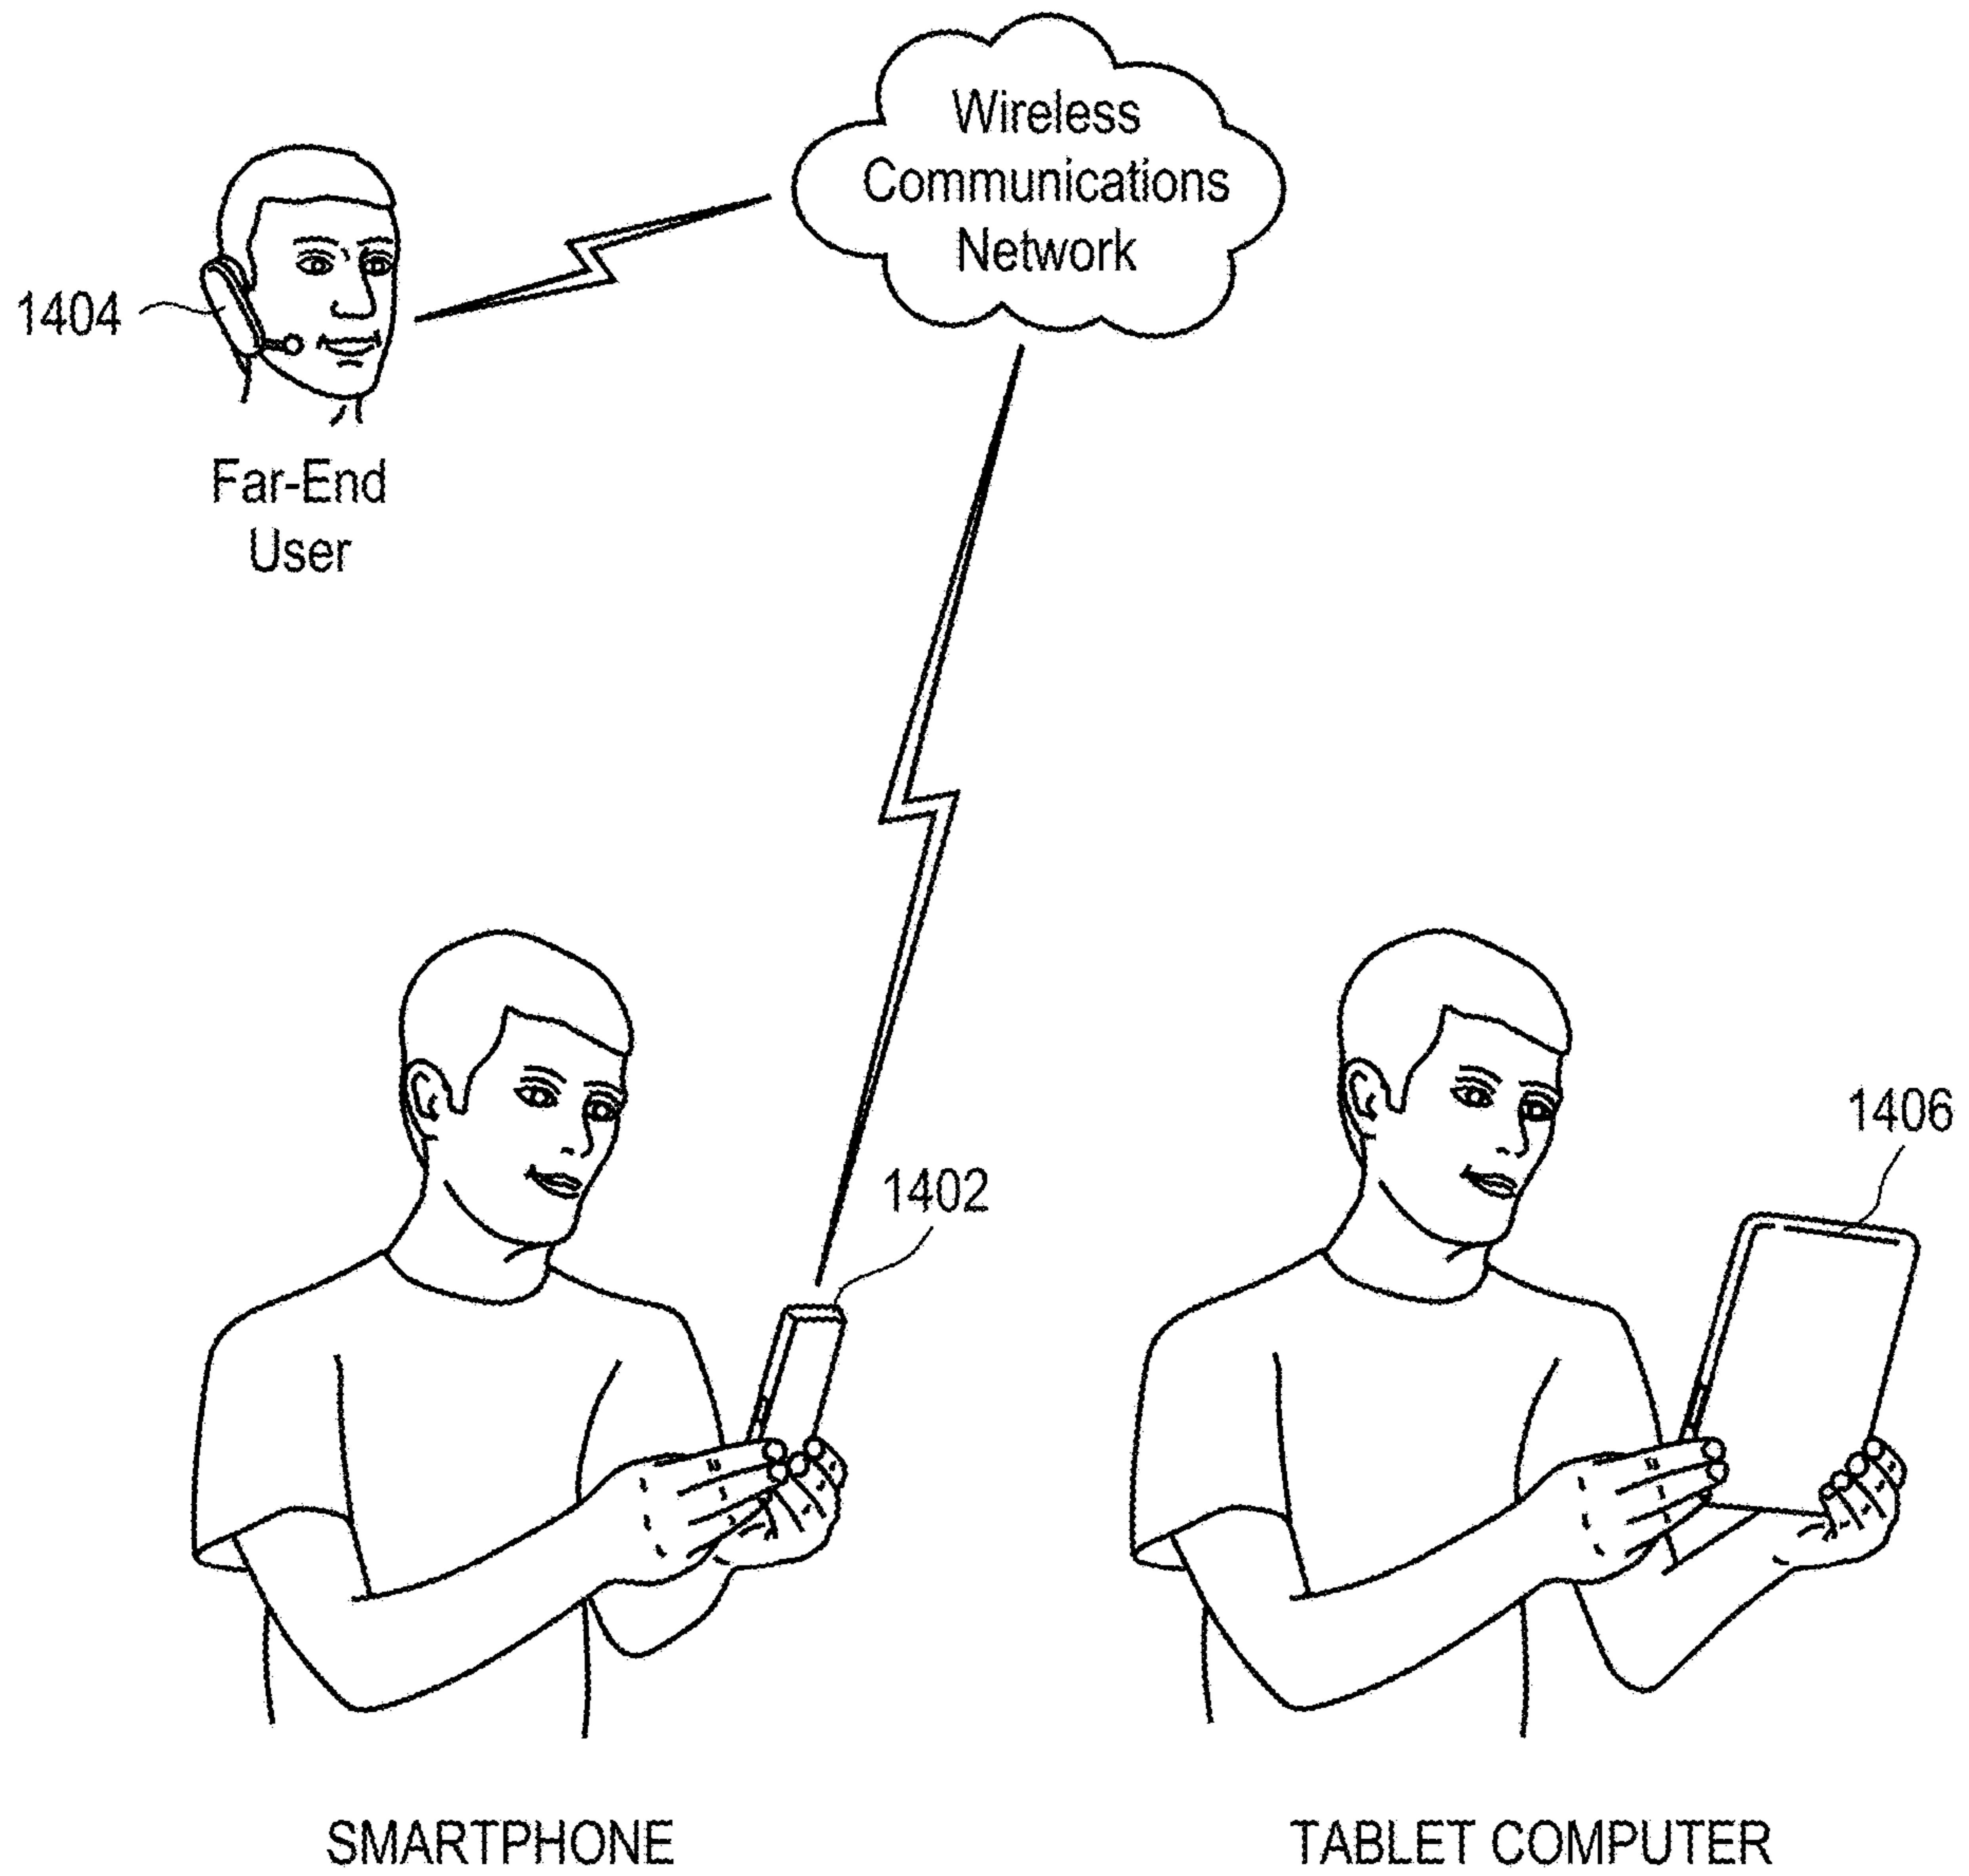 Wireless
Communications
Network
1404
Far-End
User
1406
1402
SMARTPHONE
TABLET COMPUTER